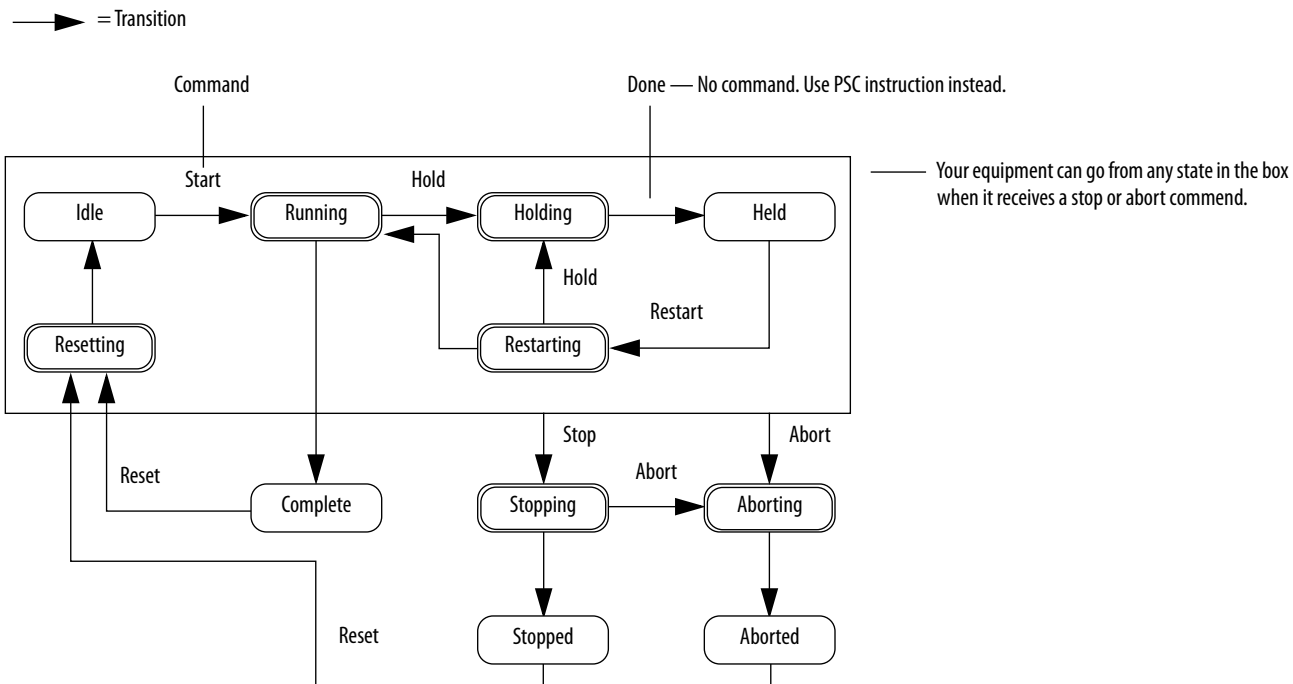 = Transition
Command
Done — No command. Use PSC instruction instead.
Your equipment can go from any state in the box
when it receives a stop or abort commend.
Start
Hold
Idle
Running
Holding
Held
Hold
Restart
Resetting
Restarting
Stop
Abort
Reset
Abort
Complete
Stopping
Aborting
Reset
Stopped
Aborted